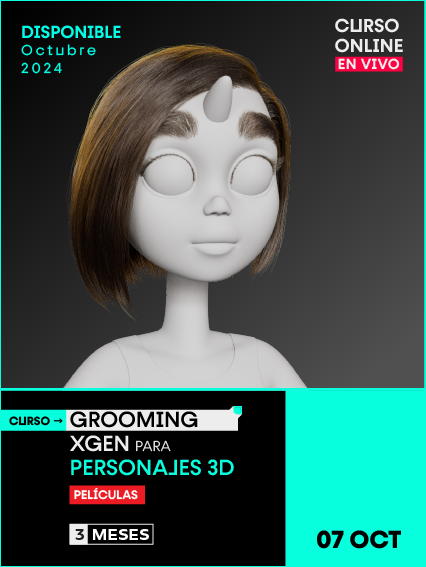 DISPONIBLE
Octubre
2024
CURSO
ONLINE
EN VIVO
CURSO → GROOMING
XGEN PARA
PERSONAJES 3D
PELÍCULAS
3 MESES
07 OCT